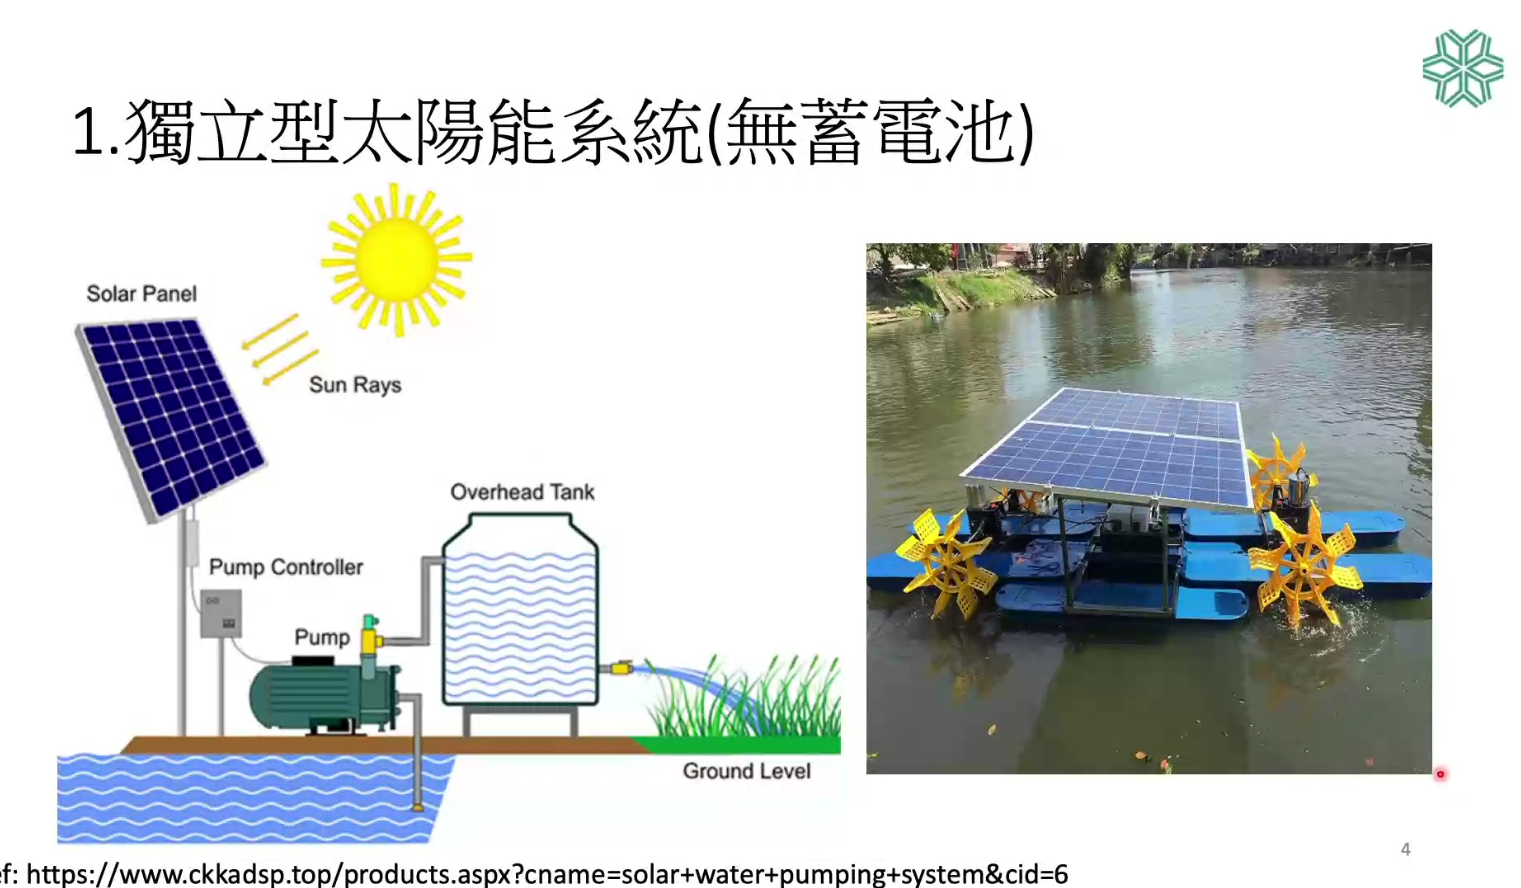 1.獨立型太陽能系統(無蓄電池)
Solar Panel
Sun Rays
Overhead Tank
Pump Controller
Pump
Ground Level
4
ef: https://www.ckkadsp.top/products.aspx?cname=solar+water+pumping+system&cid=6